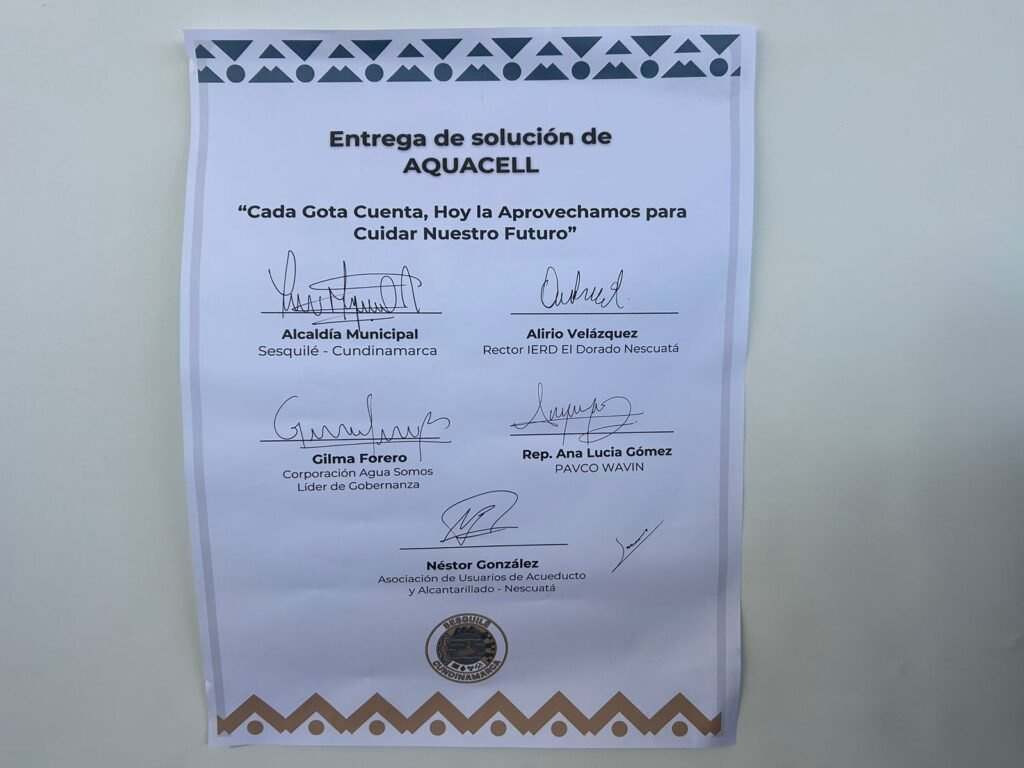 Entrega de solución de
AQUACELL
“Cada Gota Cuenta, Hoy la Aprovechamos para
Cuidar Nuestro Futuro”
Alcaldía Municipal
Sesquilé - Cundinamarca
Alirio Velázquez
Rector IERD El Dorado Nescuatá
Gilma Forero
Corporación Agua Somos
Líder de Gobernanza
Rep. Ana Lucia Gómez
PAVCO WAVIN
Néstor González
Asociación de Usuarios de Acueducto
y Alcantarillado - Nescuatá
SESQUILÉ
CUNDINAMARCA